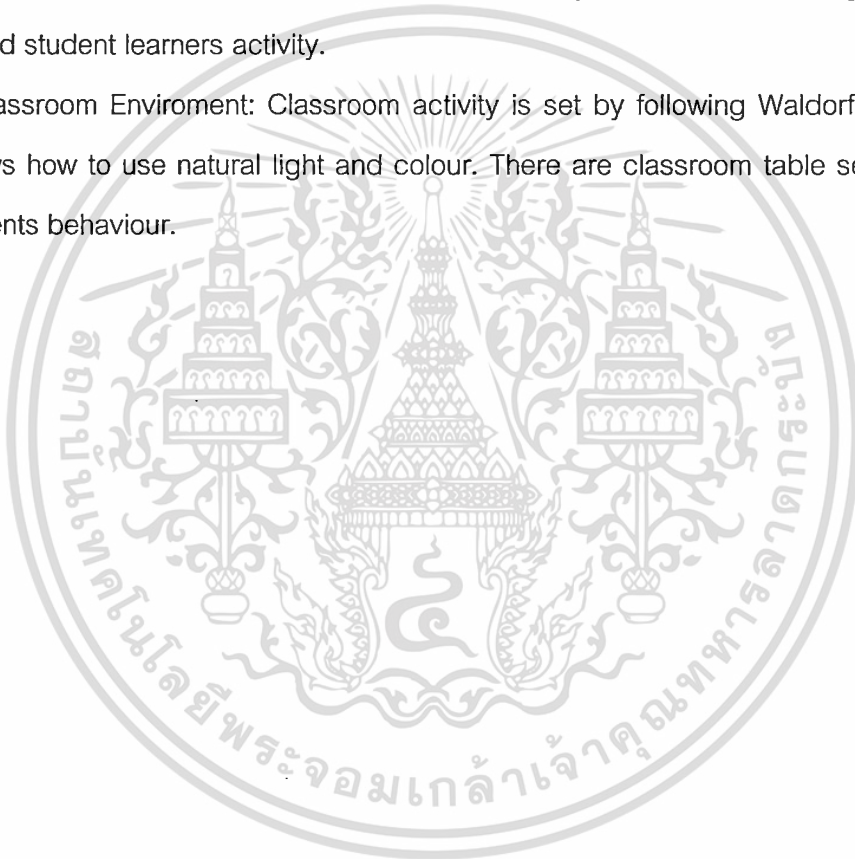 d student learners activity.
assroom Enviroment: Classroom activity is set by following Waldorf
s how to use natural light and colour. There are classroom table se
nts behaviour.
สถาบันเทคโนโลยีพระจอมเกล้าเจ้าคุณทหารลาดกระบัง